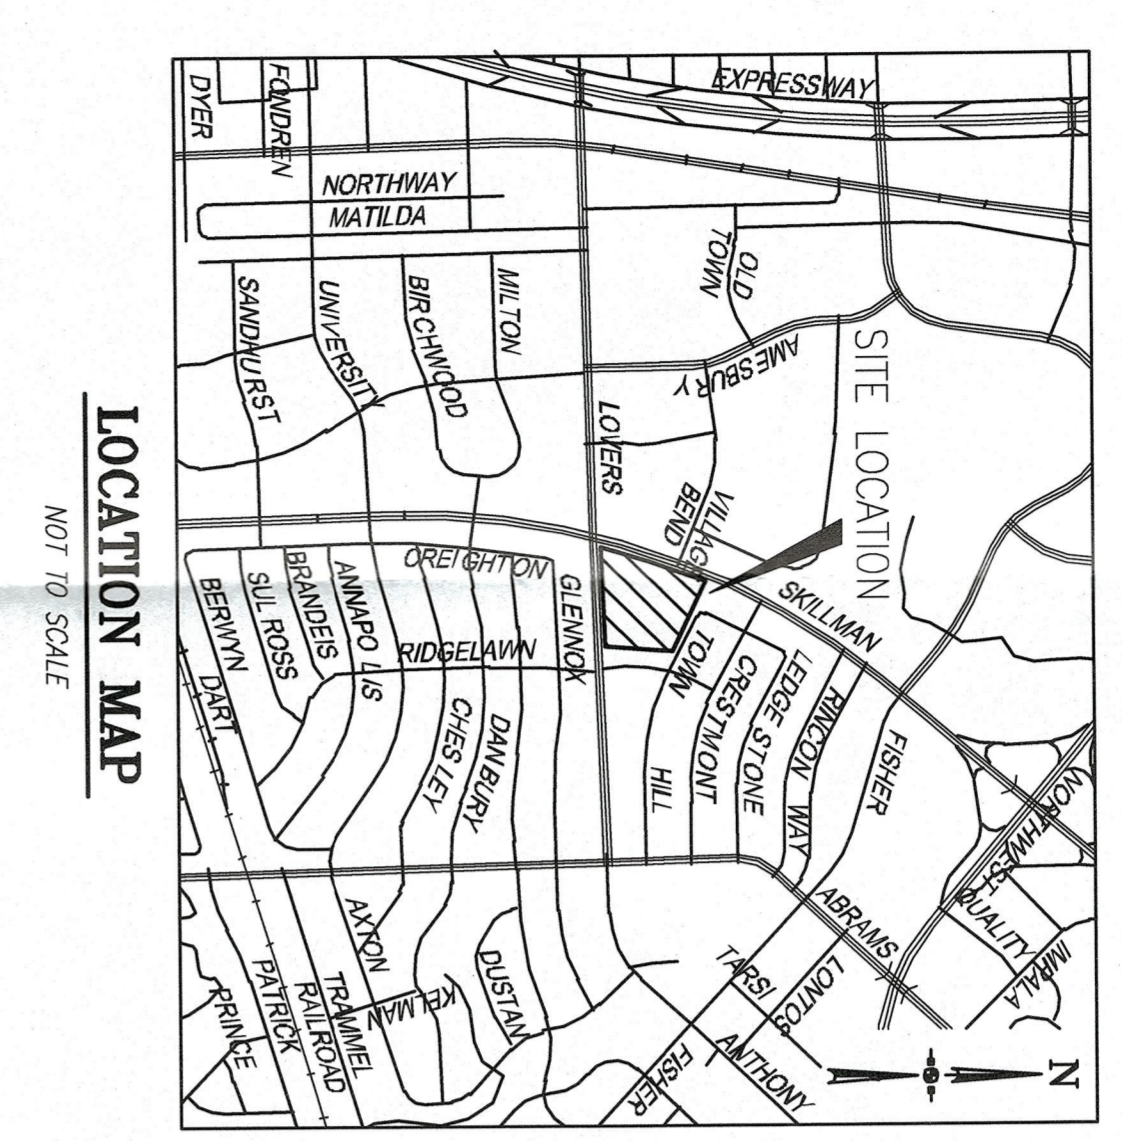 EXPRESSWAY
DYER
FONDREN
NORTHWAY
MATILDA
OLD
TOWN
SANDHURST
UNIVERSITY
BIRCHWOOD
MILTON
AMESBURY
SITE LOCATION
LOVERS
VILLAGE
BEND
SKILLMAN
CREIGHTON
GLENNOX
BERWYN
SUL ROSS
BRANDEIS
ANNAPOLIS
RIDGELAWN
TOWN
CRESTMONT
LEDGE STONE
RINCON WAY
HILL
FISHER
DART
CHESLEY
DANBURY
NORTHWEST
QUALITY
IMPALA
ABRAMS
TARSI
LONTOS
ANTHONY
FISHER
AXTON
KELMAN
DUSTAN
TRAMMEL
RAILROAD
PATRICK
PRINCE
N
LOCATION MAP
NOT TO SCALE